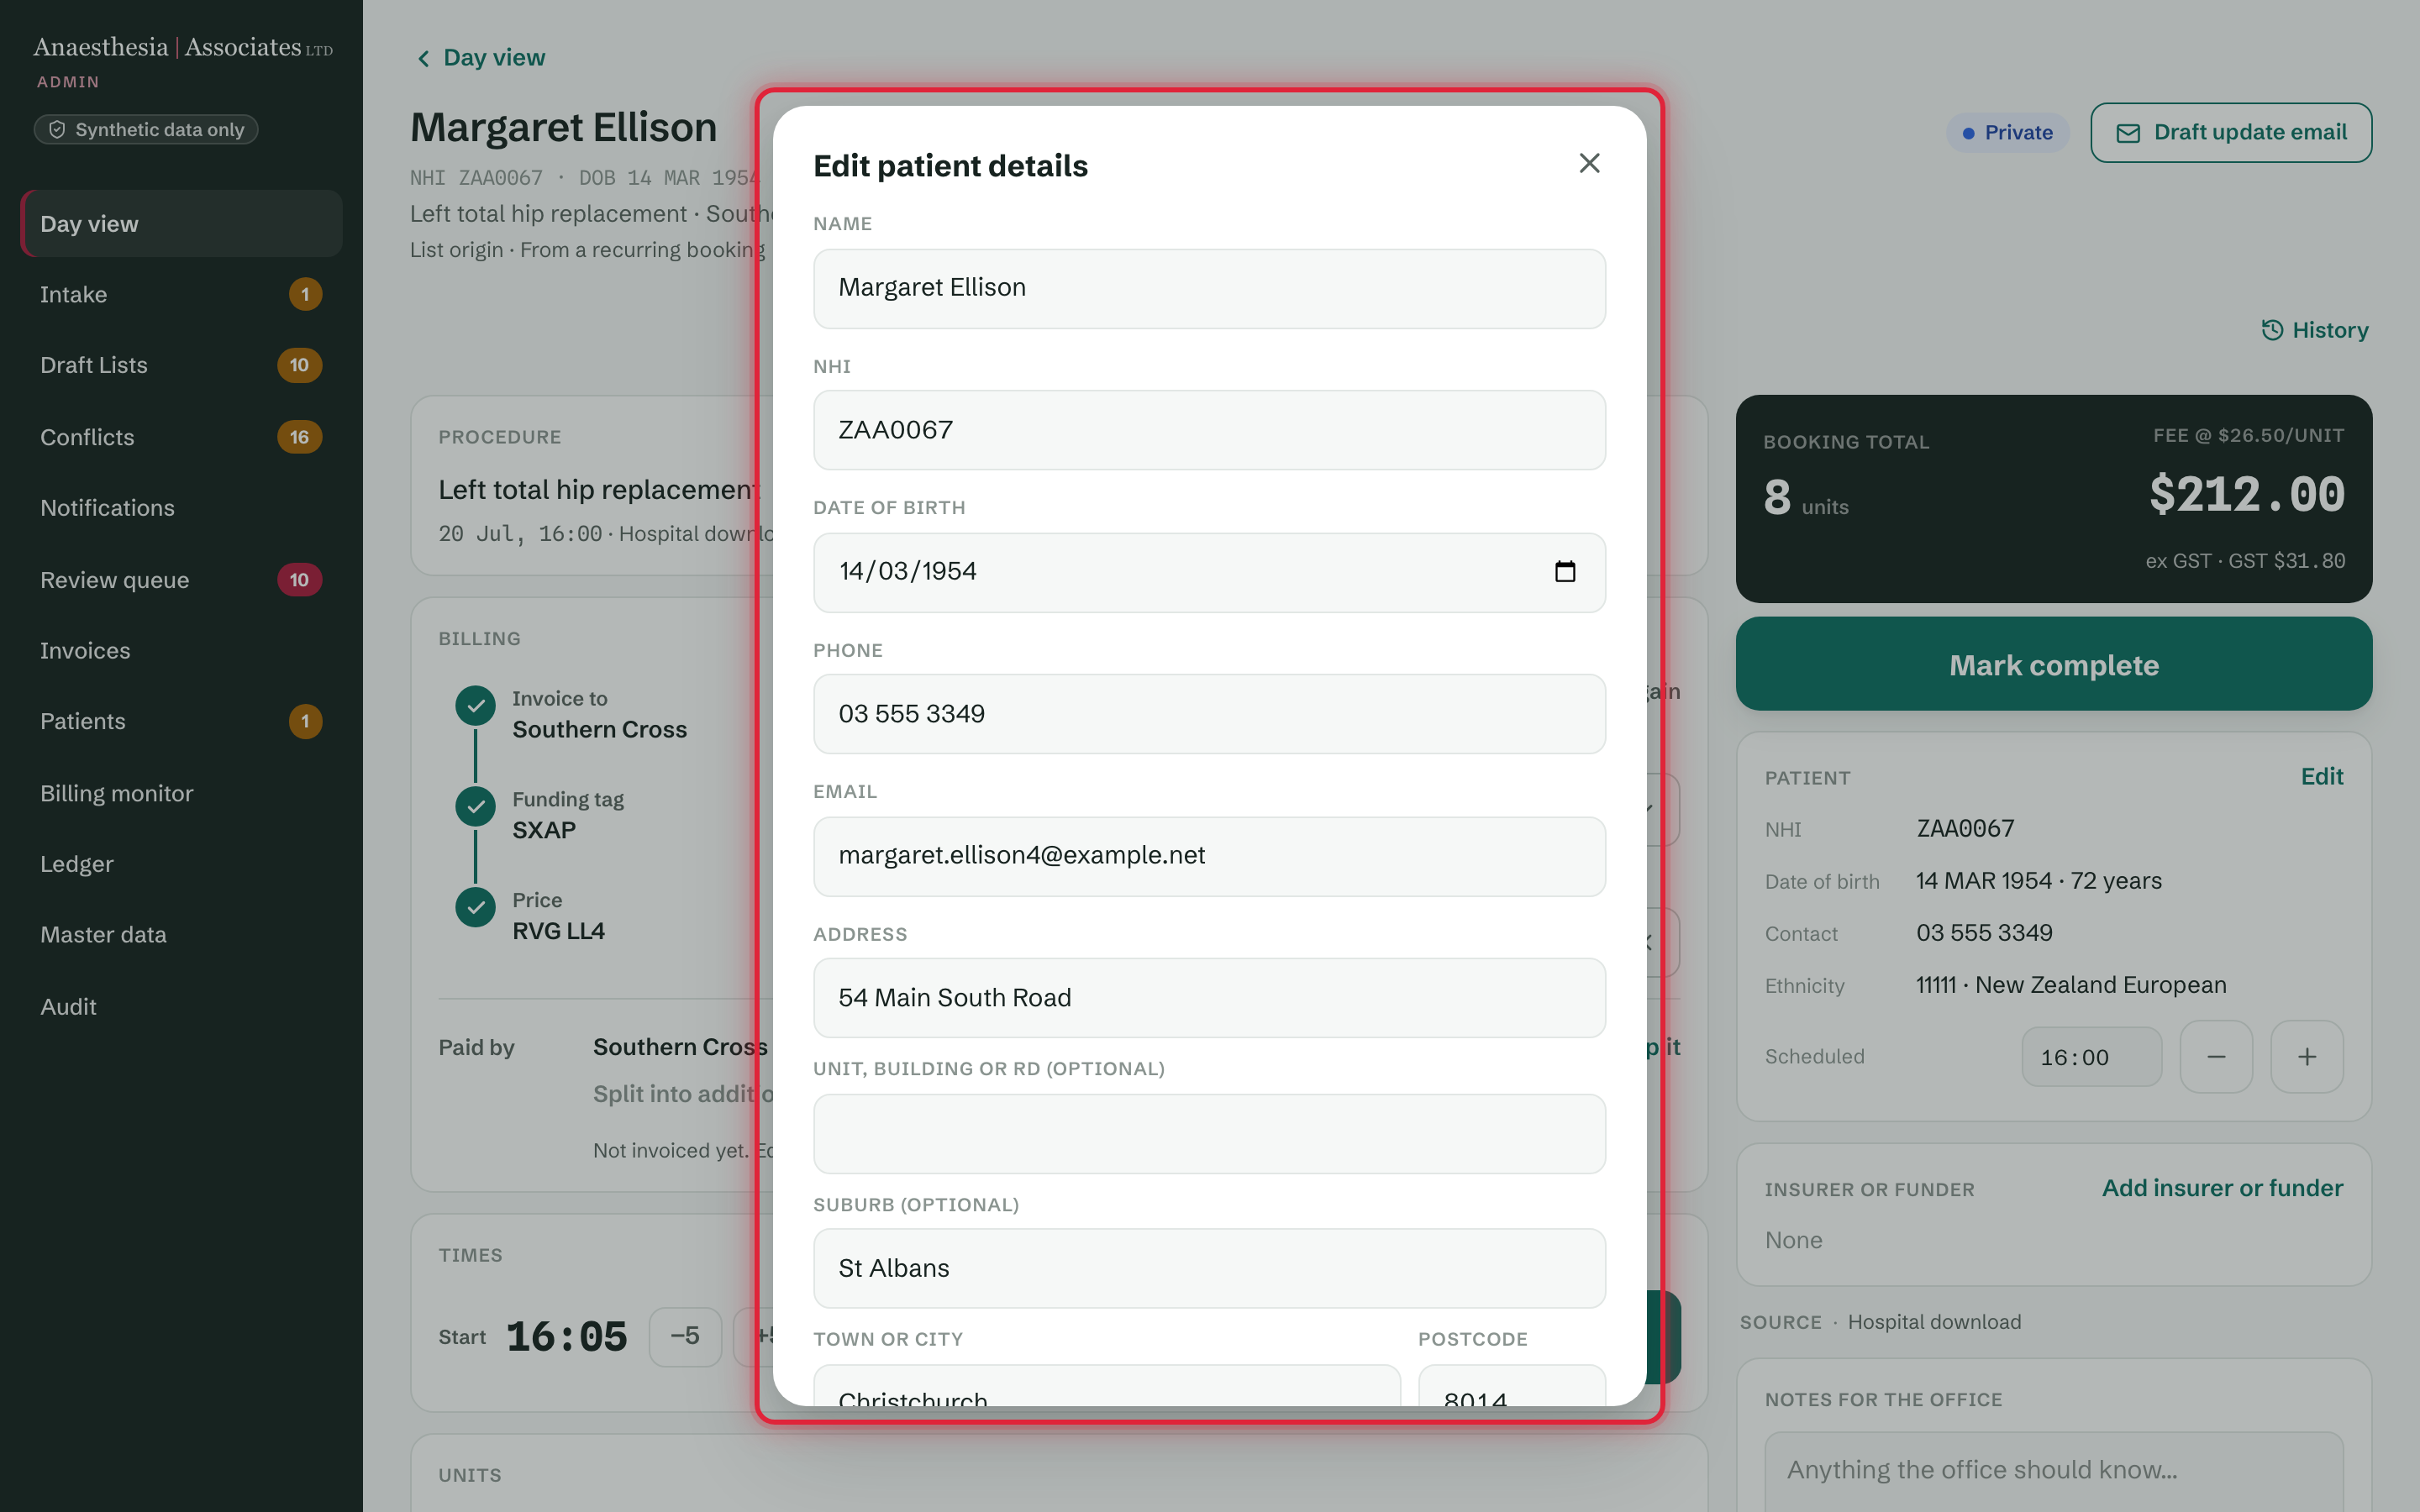 Anaesthesia | Associates LTD
ADMIN
Synthetic data only
Day view
Intake 1
Draft Lists 10
Conflicts 16
Notifications
Review queue 10
Invoices
Patients 1
Billing monitor
Ledger
Master data
Audit
Day view
Margaret Ellison
NHI ZAA0067 · DOB 14 MAR 1954
Left total hip replacement ·
List origin · From a recurring booking
Private
Draft update email
History
PROCEDURE
Left total hip replacement
20 Jul, 16:00 · Hospital
BILLING
Invoice to
Southern Cross
Funding tag
SXAP
Price
RVG LL4
Paid by Southern Cross
Split into
Not invoiced yet.
TIMES
Start 16:05 −5
UNITS
Edit patient details
NAME
Margaret Ellison
NHI
ZAA0067
DATE OF BIRTH
14/03/1954
PHONE
03 555 3349
EMAIL
margaret.ellison4@example.net
ADDRESS
54 Main South Road
UNIT, BUILDING OR RD (OPTIONAL)
SUBURB (OPTIONAL)
St Albans
TOWN OR CITY POSTCODE
Christchurch 8014
BOOKING TOTAL FEE @ $26.50/UNIT
8 units $212.00
ex GST · GST $31.80
Mark complete
PATIENT Edit
NHI ZAA0067
Date of birth 14 MAR 1954 · 72 years
Contact 03 555 3349
Ethnicity 11111 · New Zealand European
Scheduled 16:00 − +
INSURER OR FUNDER Add insurer or funder
None
SOURCE · Hospital download
NOTES FOR THE OFFICE
Anything the office should know...